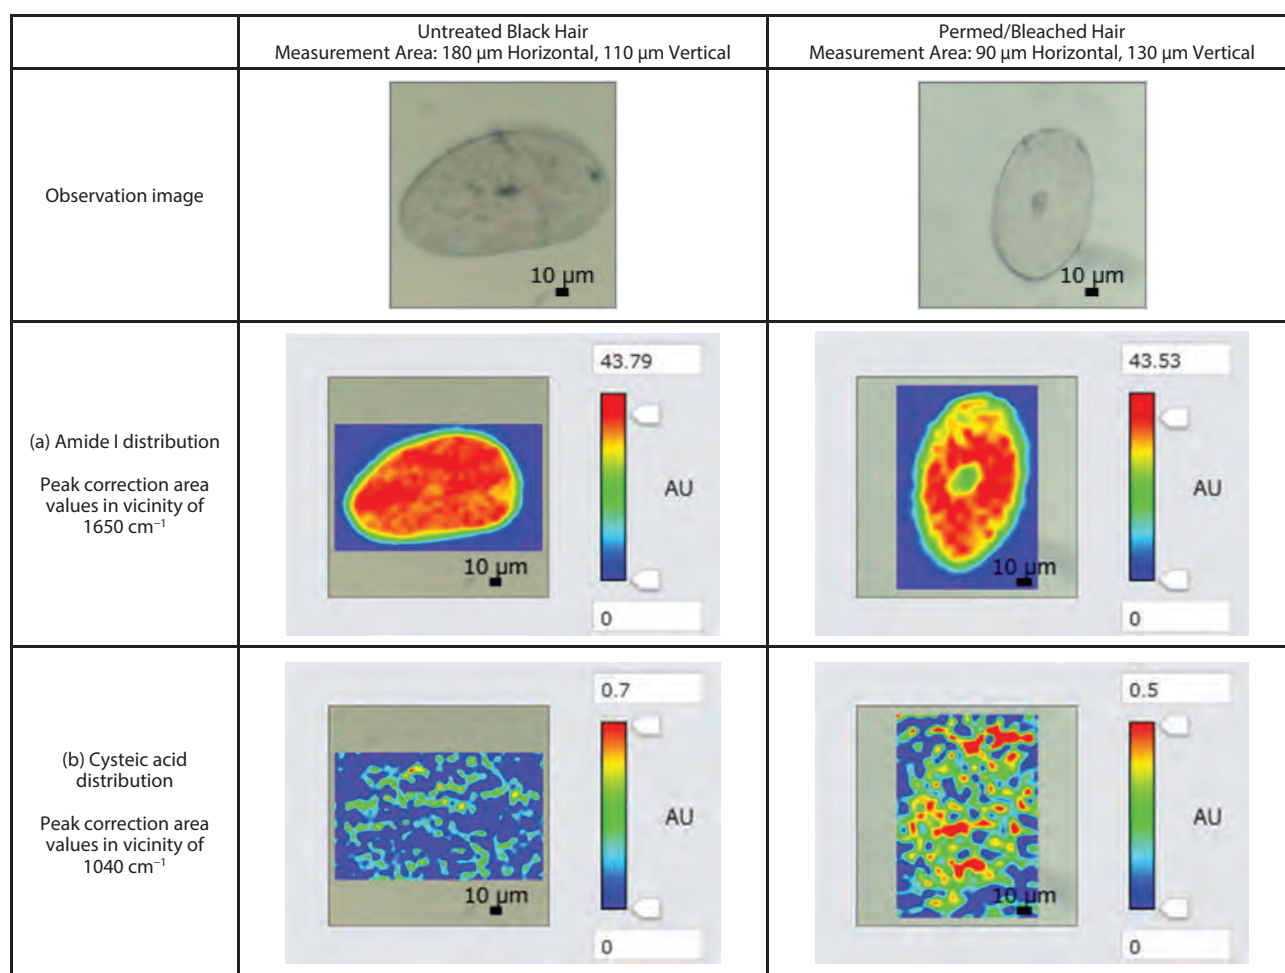 Untreated Black Hair
Measurement Area: 180 µm Horizontal, 110 µm Vertical
Permed/Bleached Hair
Measurement Area: 90 µm Horizontal, 130 µm Vertical
Observation image
10 µm
10 µm
(a) Amide I distribution
Peak correction area
values in vicinity of
1650 cm⁻¹
43.79
AU
10 µm
0
43.53
AU
10 µm
0
(b) Cysteic acid
distribution
Peak correction area
values in vicinity of
1040 cm⁻¹
0.7
AU
10 µm
0
0.5
AU
10 µm
0